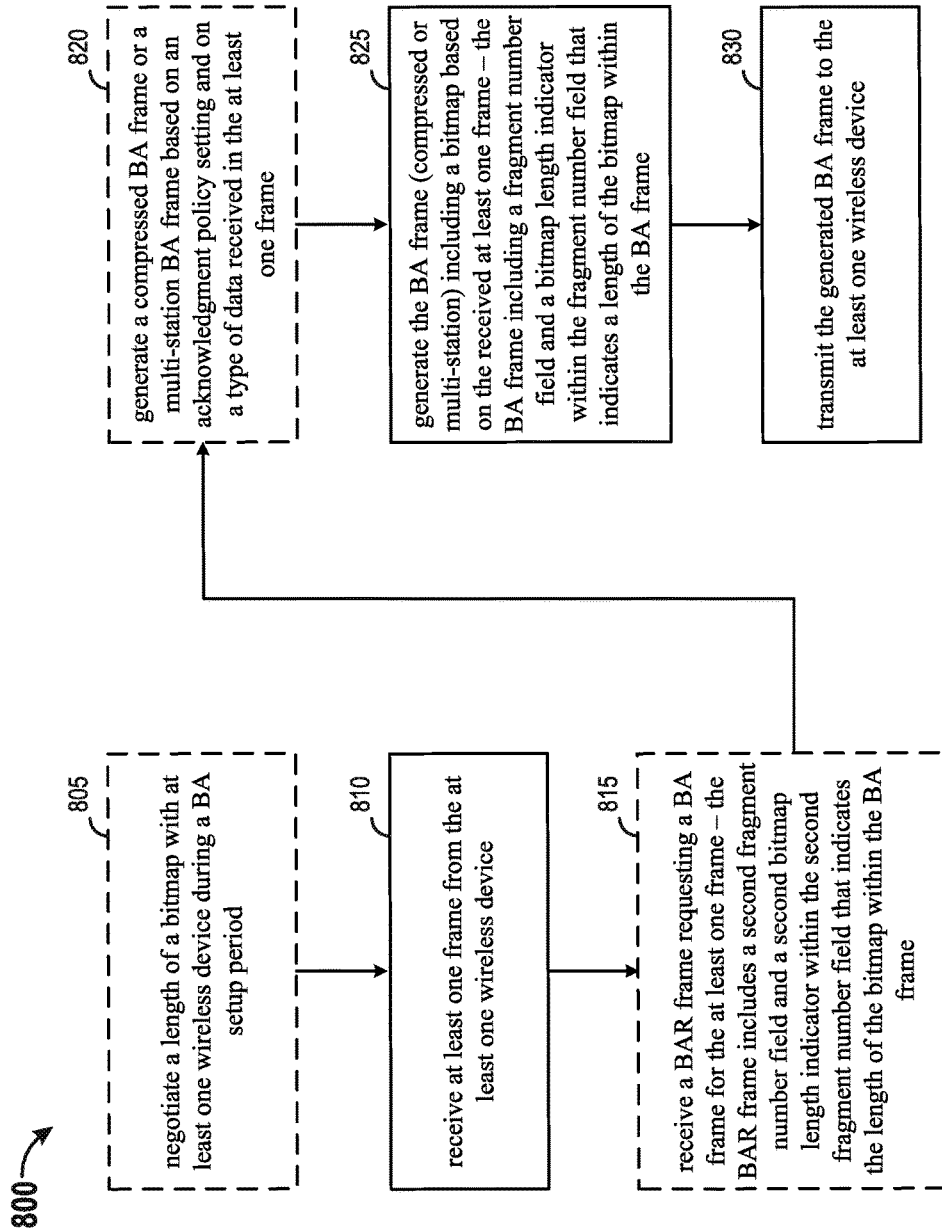 800
805
negotiate a length of a bitmap with at
least one wireless device during a BA
setup period
810
receive at least one frame from the at
least one wireless device
815
receive a BAR frame requesting a BA
frame for the at least one frame – the
BAR frame includes a second fragment
number field and a second bitmap
length indicator within the second
fragment number field that indicates
the length of the bitmap within the BA
frame
820
generate a compressed BA frame or a
multi-station BA frame based on an
acknowledgment policy setting and on
a type of data received in the at least
one frame
825
generate the BA frame (compressed or
multi-station) including a bitmap based
on the received at least one frame – the
BA frame including a fragment number
field and a bitmap length indicator
within the fragment number field that
indicates a length of the bitmap within
the BA frame
830
transmit the generated BA frame to the
at least one wireless device